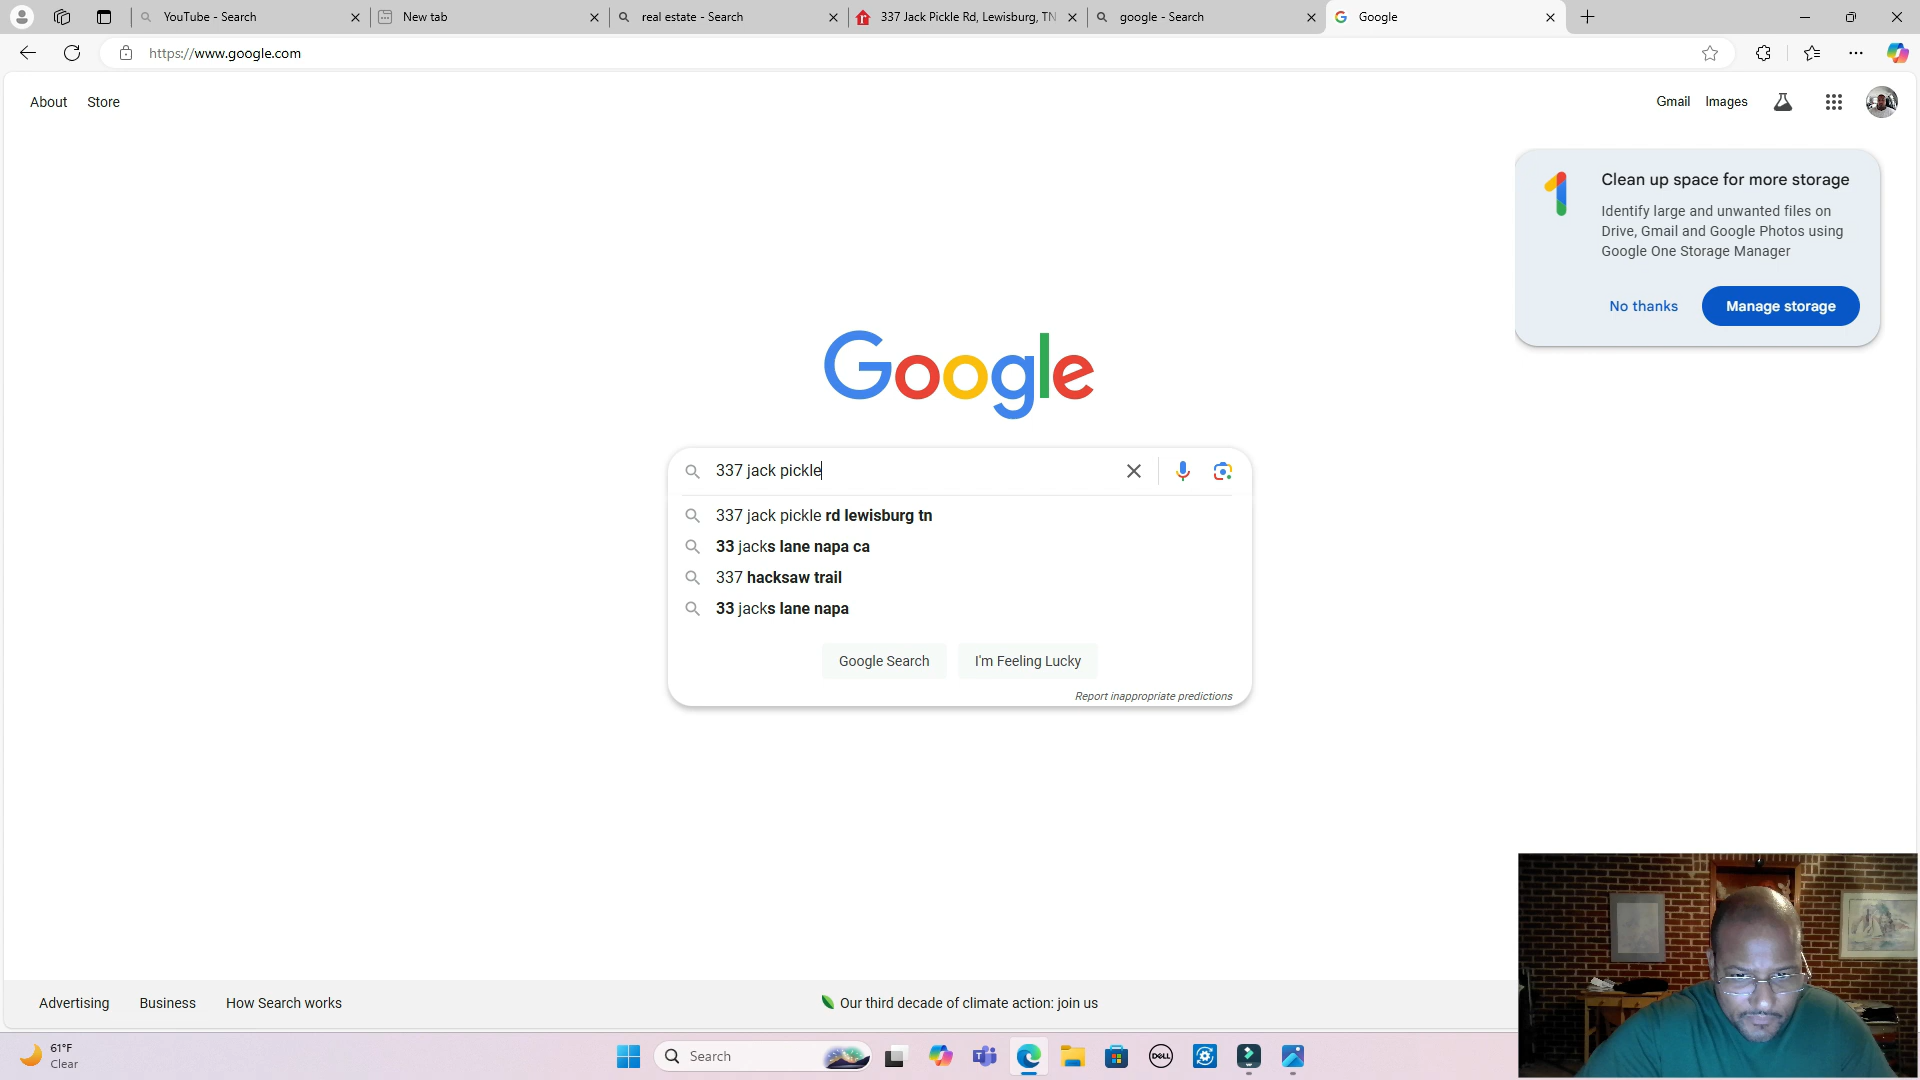 YouTube - Search
New tab
real estate - Search
337 Jack Pickle Rd, Lewisburg, TN
google - Search
Google
https://www.google.com
About
Store
Gmail
Images
Clean up space for more storage
Identify large and unwanted files on
Drive, Gmail and Google Photos using
Google One Storage Manager
No thanks
Manage storage
Google
337 jack pickle
337 jack pickle rd lewisburg tn
33 jacks lane napa ca
337 hacksaw trail
33 jacks lane napa
Google Search
I'm Feeling Lucky
Report inappropriate predictions
Advertising
Business
How Search works
Our third decade of climate action: join us
61°F
Clear
Search
DELL